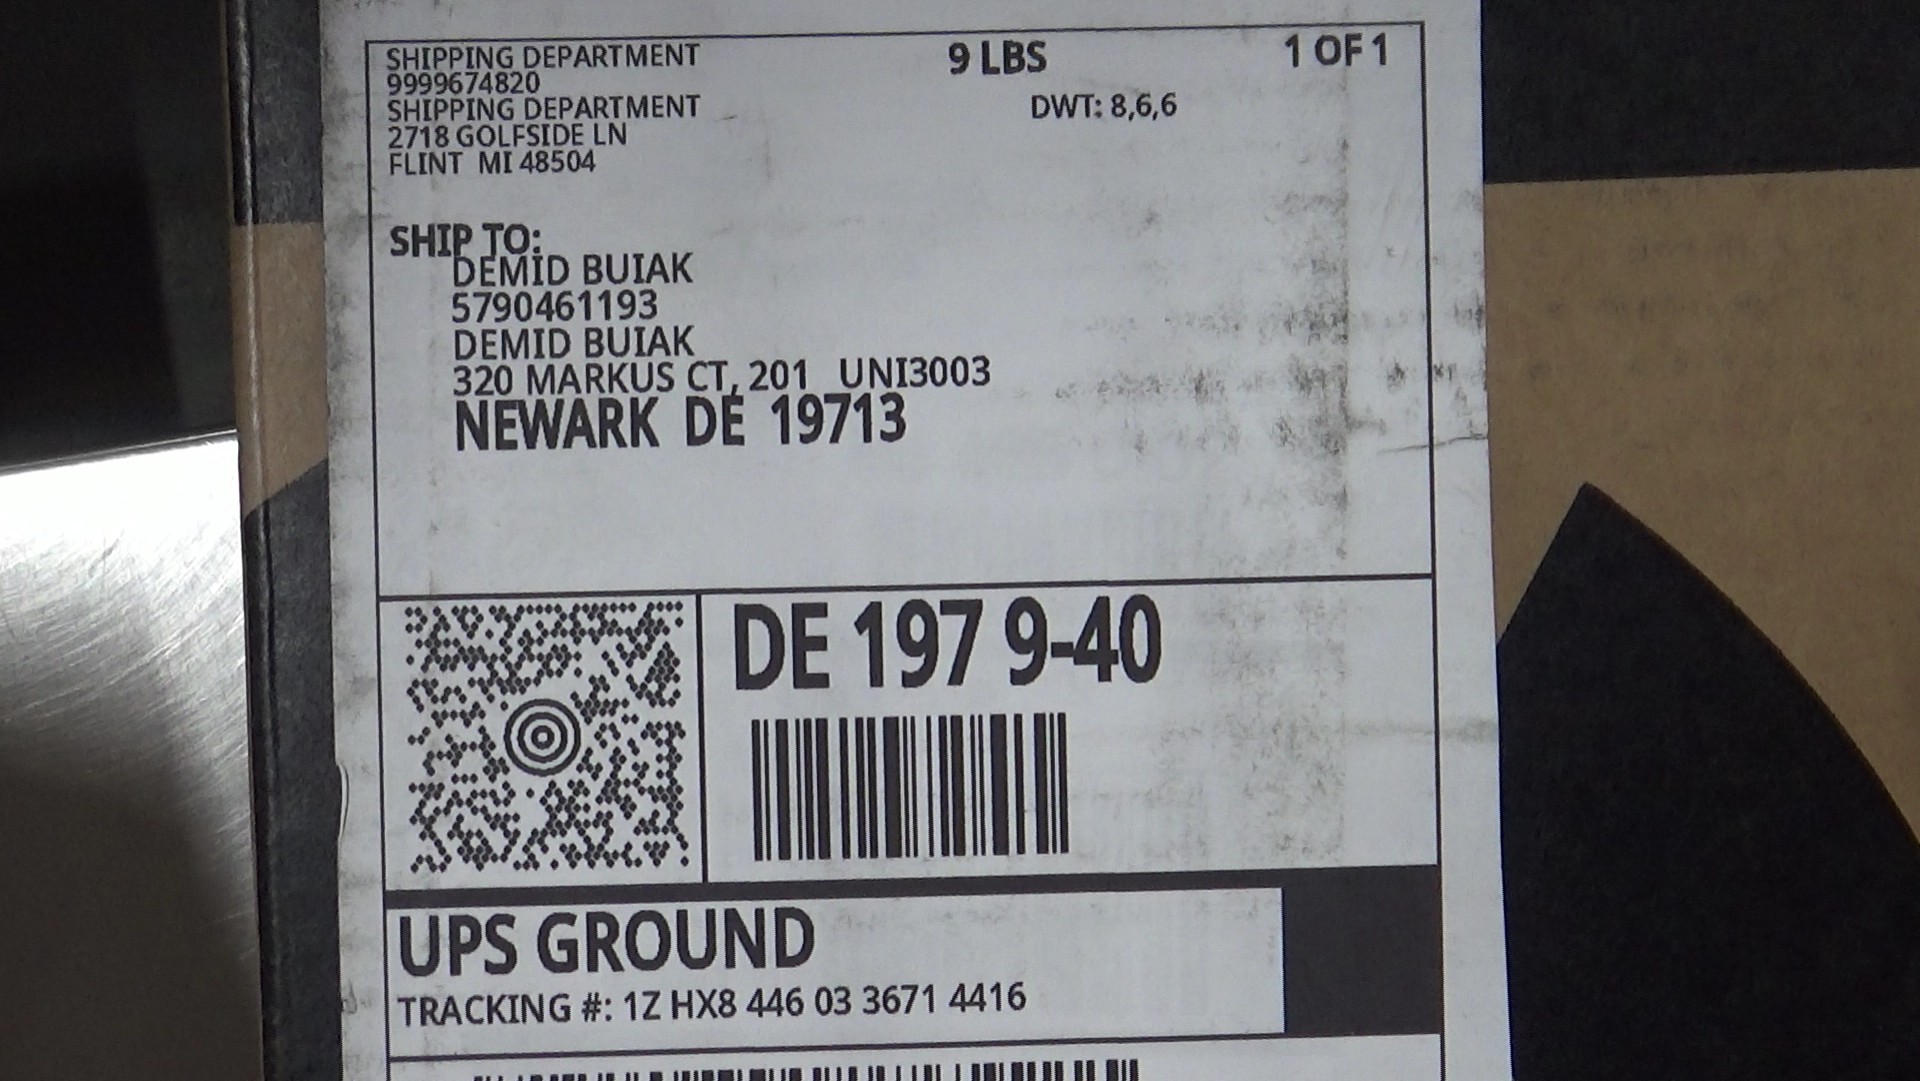 SHIPPING DEPARTMENT
9999674820
SHIPPING DEPARTMENT
2718 GOLFSIDE LN
FLINT MI 48504
9 LBS
1 OF 1
DWT: 8,6,6
SHIP TO:
DEMID BUIAK
5790461193
DEMID BUIAK
320 MARKUS CT, 201 UNI3003
NEWARK DE 19713
DE 197 9-40
UPS GROUND
TRACKING #: 1Z HX8 446 03 3671 4416